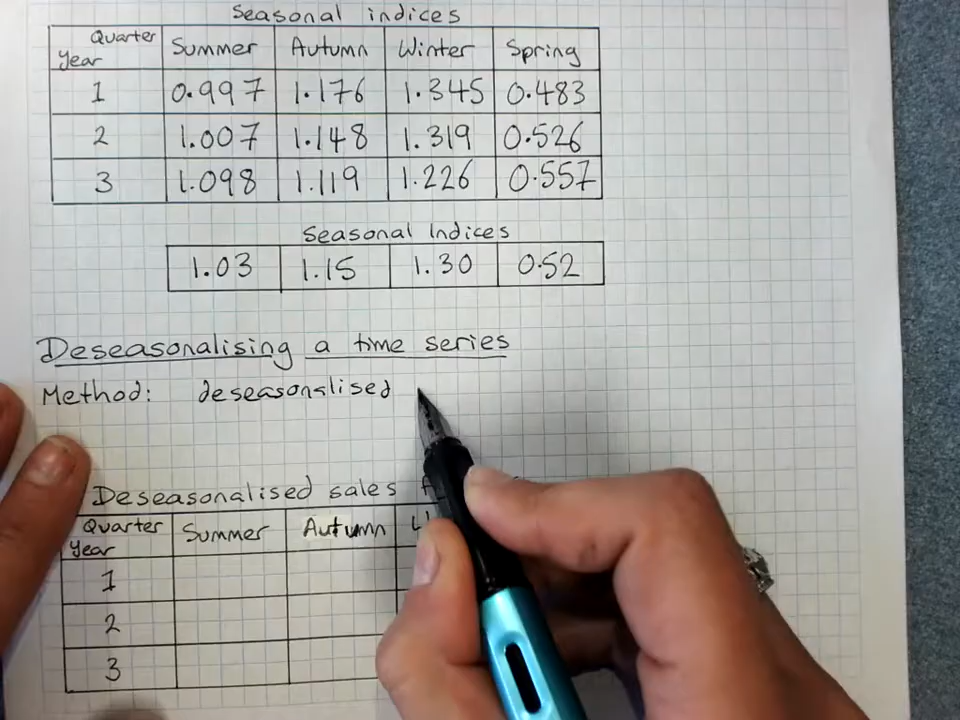 Seasonal indices
Quarter
Year Summer Autumn Winter Spring
1 0.997 1.176 1.345 0.483
2 1.007 1.148 1.319 0.526
3 1.098 1.119 1.226 0.557
Seasonal Indices
1.03 1.15 1.30 0.52
Deseasonalising a time series
Method: deseasonalised
Deseasonalised sales
Quarter
Year Summer Autumn
1
2
3